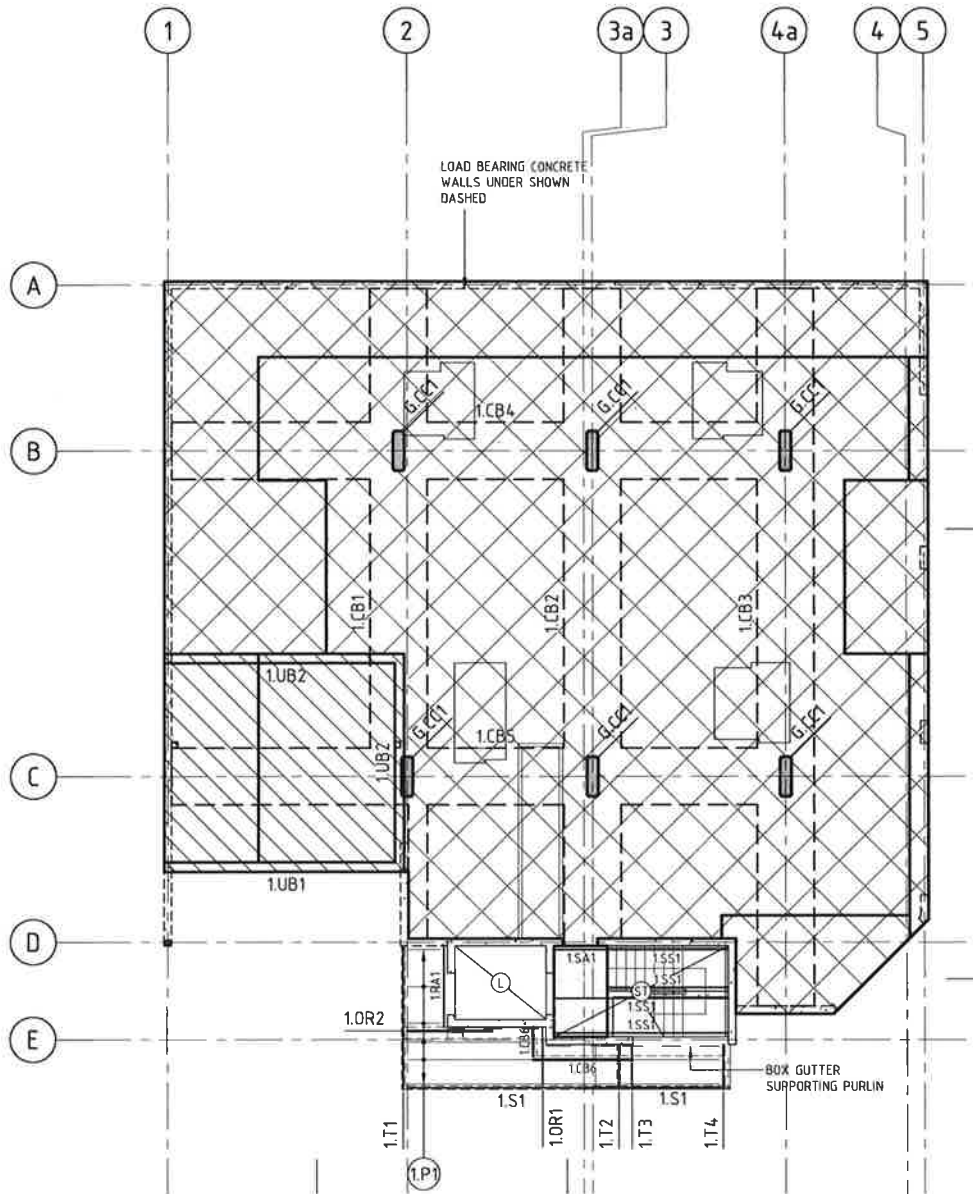 1
2
3a
3
4a
4
5
LOAD BEARING CONCRETE
WALLS UNDER SHOWN
DASHED
A
G.CC1
G.CC1
G.CC1
1.CB4
B
1.CB1
1.CB2
1.CB3
1.UB2
1.UB2
G.CC1
G.CC1
G.CC1
1.CB5
C
1.UB1
D
1.RA1
L
1.SA1
1.SS1
1.SS1
ST
1.SS1
1.SS1
1.OR2
E
1.CB6
1.CB6
BOX GUTTER
SUPPORTING PURLIN
1.S1
1.S1
1.T1
1.OR1
1.T2
1.T3
1.T4
1.P1